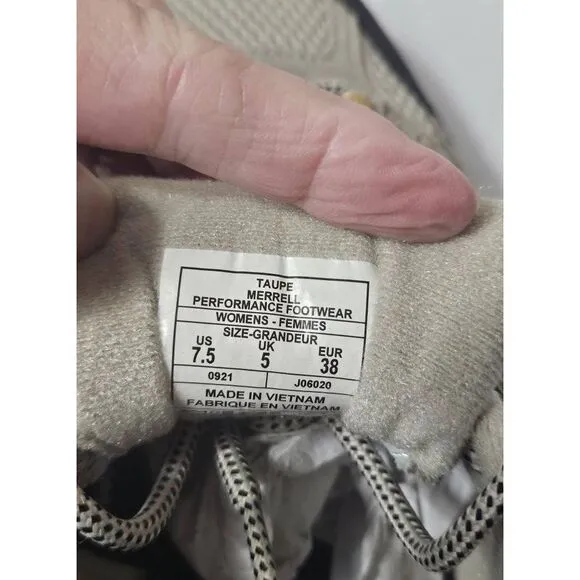 TAUPE
MERRELL
PERFORMANCE FOOTWEAR
WOMENS - FEMMES
SIZE-GRANDEUR
US UK EUR
7.5 5 38
0921 J06020
MADE IN VIETNAM
FABRIQUE EN VIETNAM